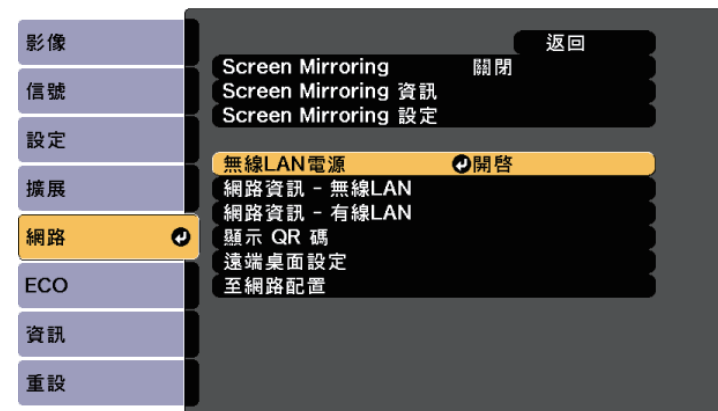 影像
信號
設定
擴展
網路
ECO
資訊
重設
返回
Screen Mirroring 關閉
Screen Mirroring 資訊
Screen Mirroring 設定
無線LAN電源 開啓
網路資訊 - 無線LAN
網路資訊 - 有線LAN
顯示 QR 碼
遠端桌面設定
至網路配置